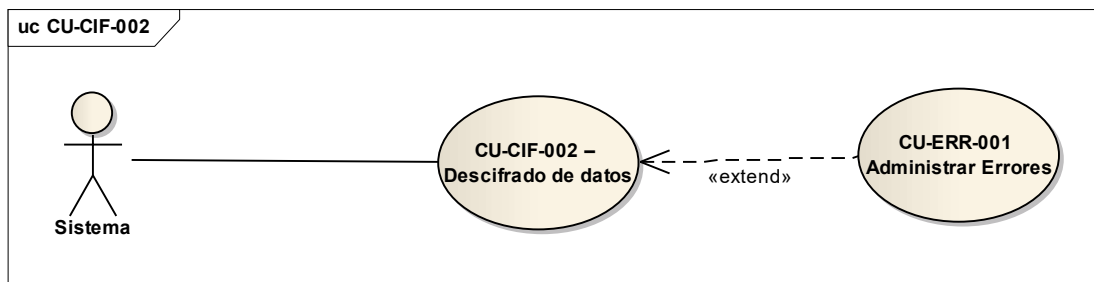 uc CU-CIF-002
CU-CIF-002 –
Descifrado de datos
CU-ERR-001
Administrar Errores
«extend»
Sistema